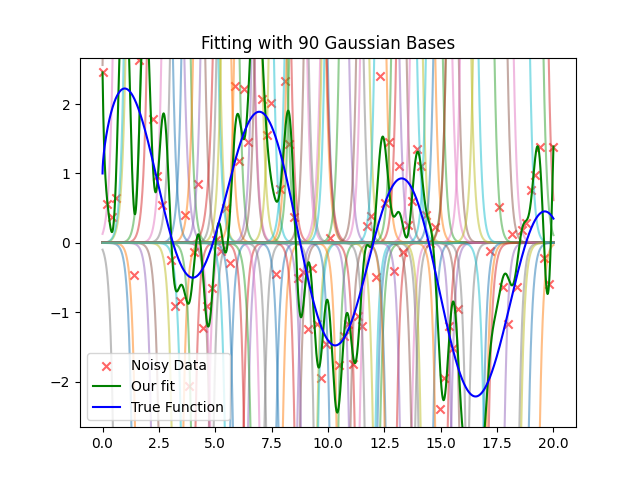 Fitting with 90 Gaussian Bases
2
1
0
−1
−2
Noisy Data
Our fit
True Function
0.0 2.5 5.0 7.5 10.0 12.5 15.0 17.5 20.0